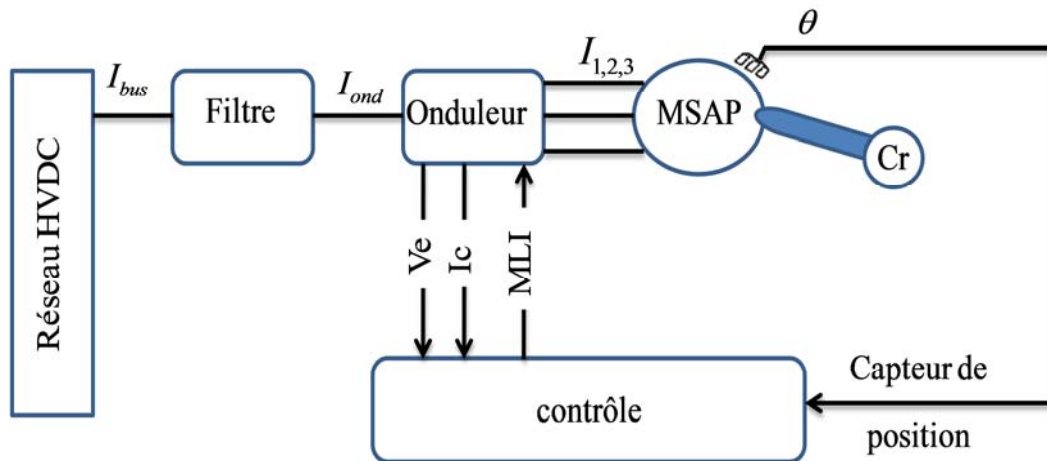 θ
I_bus
I_ond
I_1,2,3
Filtre
Onduleur
MSAP
Cr
Réseau HVDC
Ve
Ic
MLI
Capteur de
position
contrôle